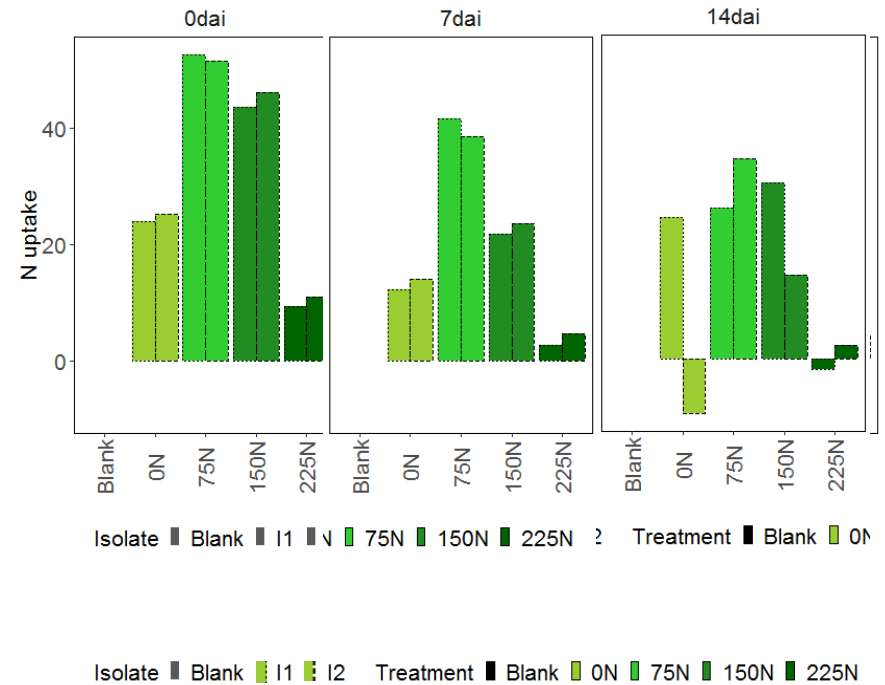 0dai 7dai 14dai
N uptake
40
20
0
Blank 0N 75N 150N 225N Blank 0N 75N 150N 225N Blank 0N 75N 150N 225N
Isolate Blank I1 N 75N 150N 225N 2 Treatment Blank 0N
Isolate Blank I1 I2 Treatment Blank 0N 75N 150N 225N